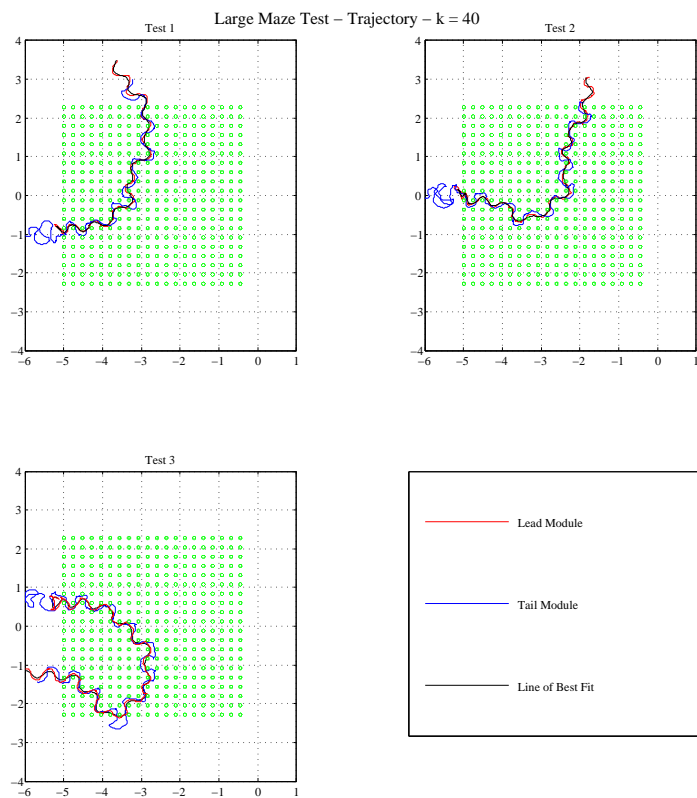 Large Maze Test – Trajectory – k = 40
Test 1
4
3
2
1
0
−1
−2
−3
−4
−6 −5 −4 −3 −2 −1 0 1
Test 2
4
3
2
1
0
−1
−2
−3
−4
−6 −5 −4 −3 −2 −1 0 1
Test 3
4
3
2
1
0
−1
−2
−3
−4
−6 −5 −4 −3 −2 −1 0 1
Lead Module
Tail Module
Line of Best Fit